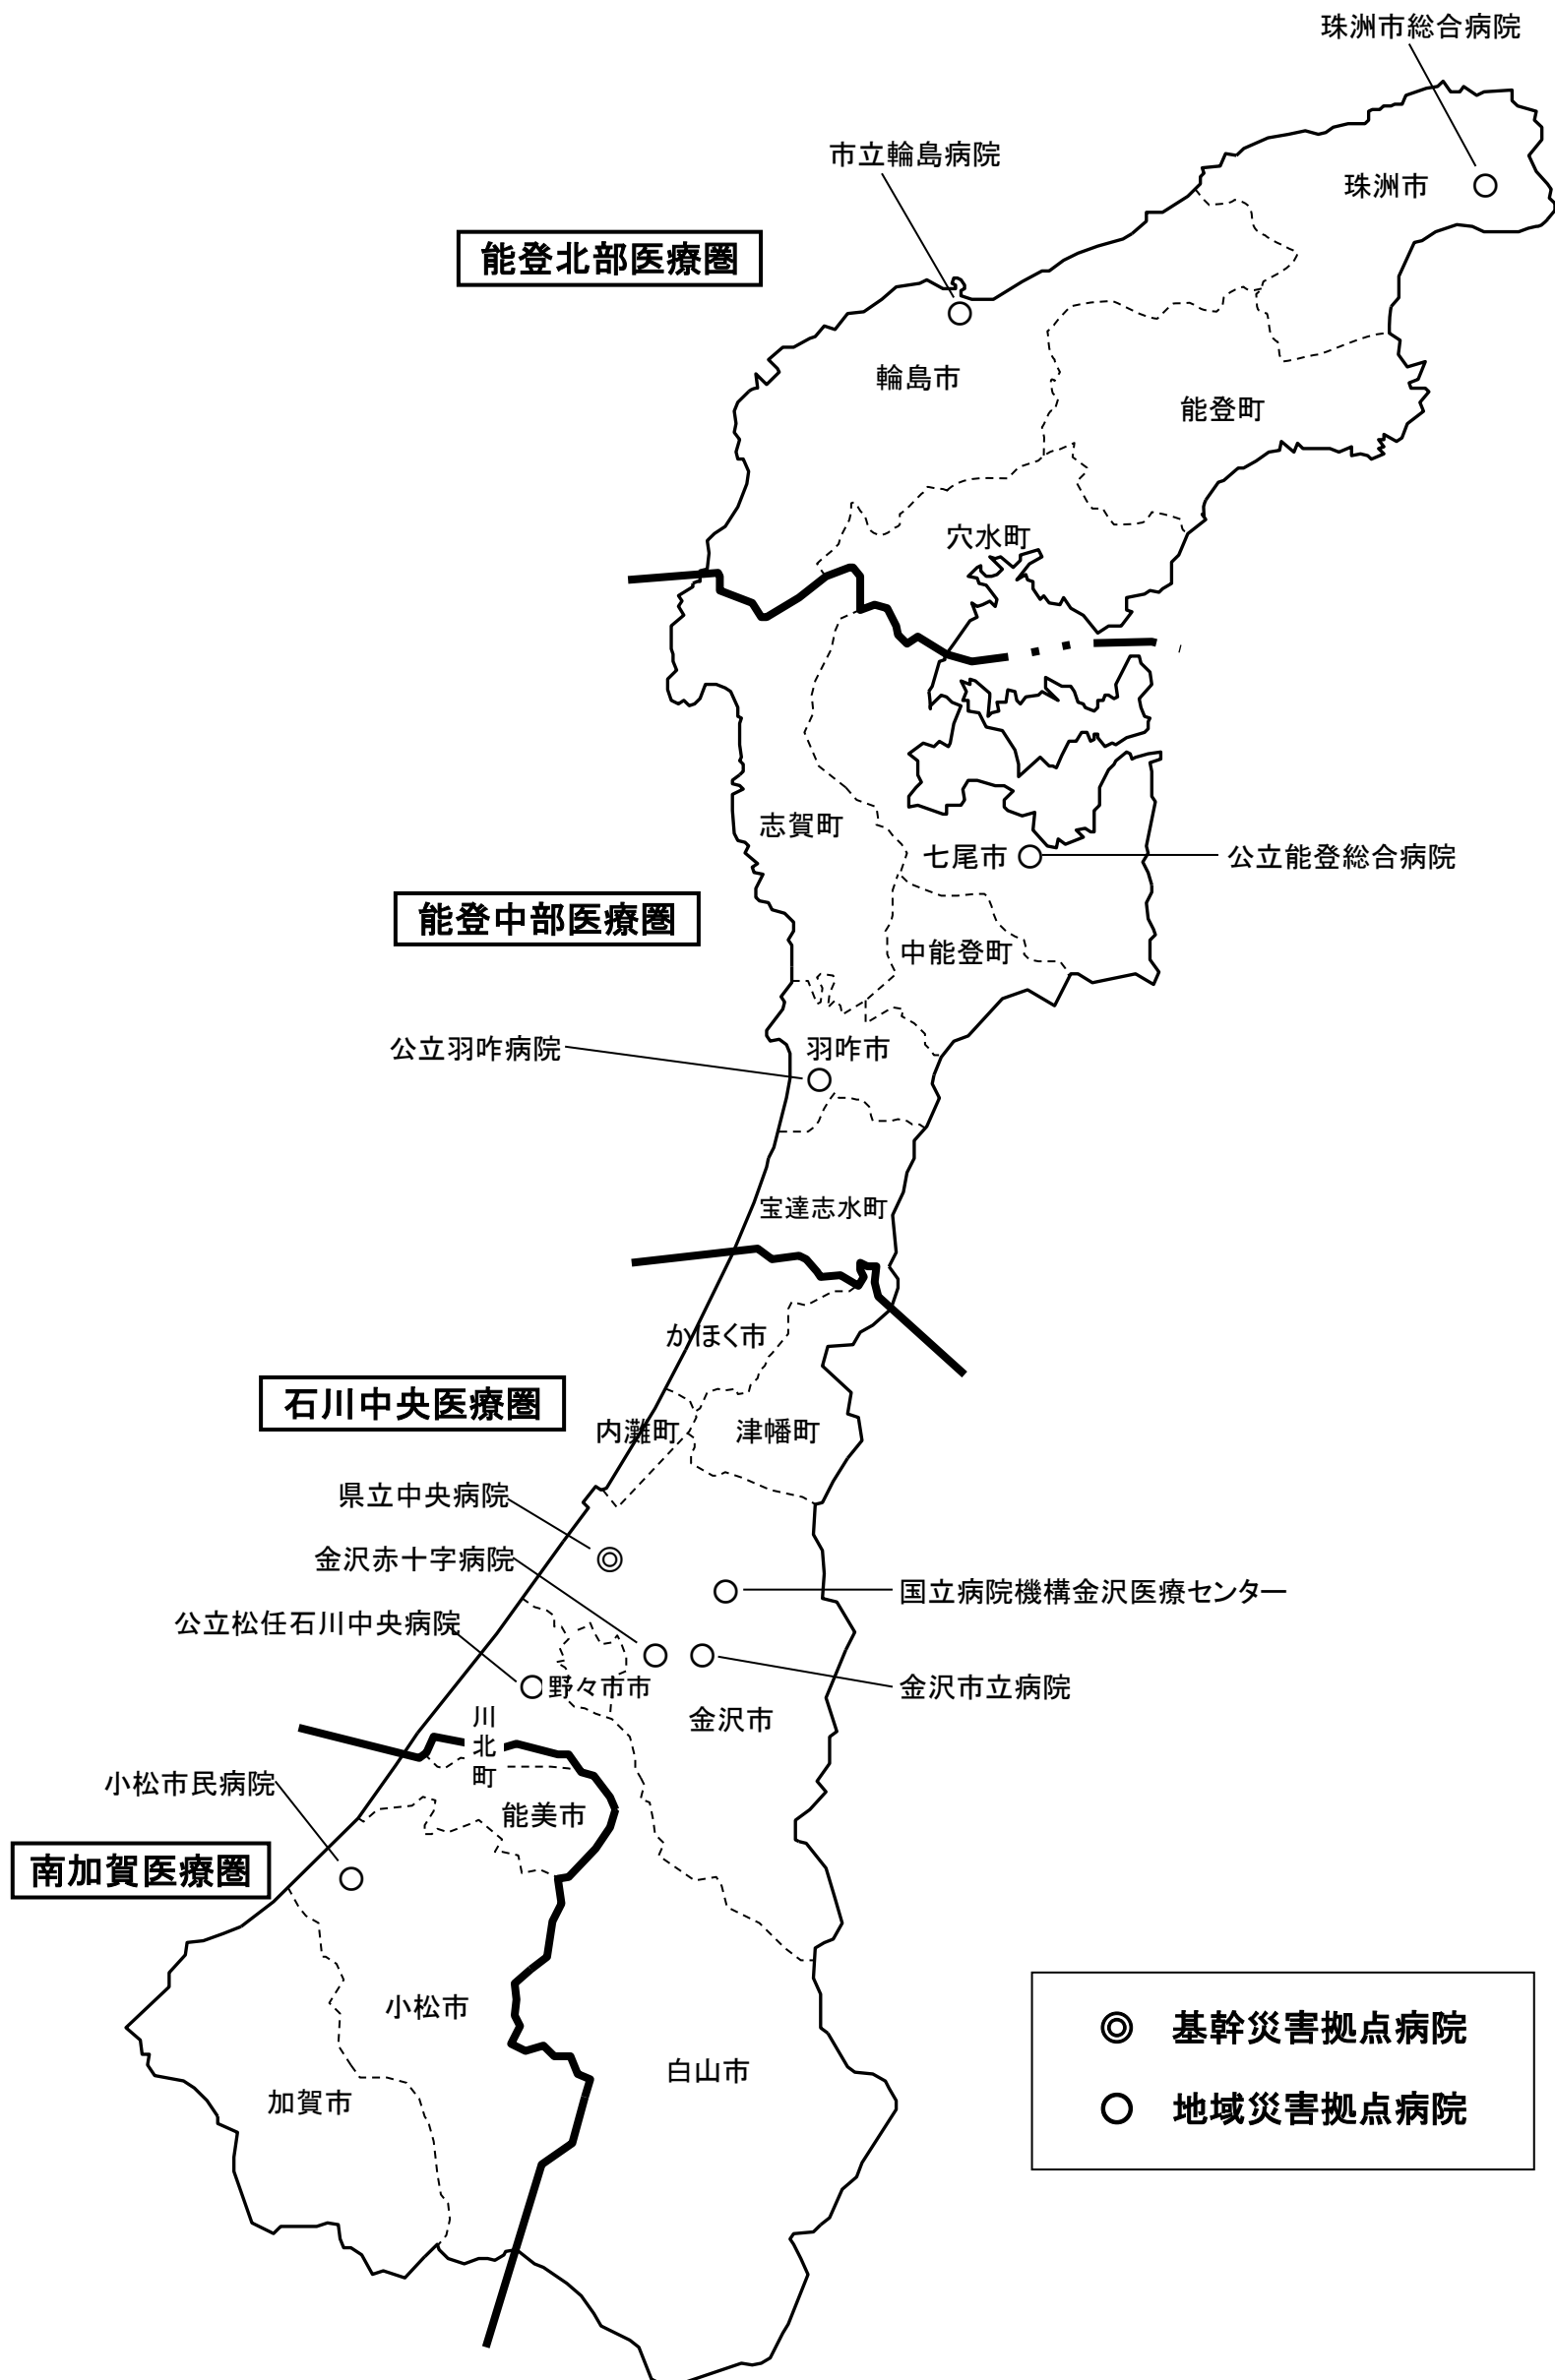 珠洲市総合病院
市立輪島病院
珠洲市
能登北部医療圏
輪島市
能登町
穴水町
志賀町
七尾市
公立能登総合病院
能登中部医療圏
中能登町
公立羽咋病院
羽咋市
宝達志水町
かほく市
石川中央医療圏
内灘町
津幡町
県立中央病院
金沢赤十字病院
国立病院機構金沢医療センター
公立松任石川中央病院
野々市市
金沢市立病院
金沢市
川北町
小松市民病院
能美市
南加賀医療圏
小松市
白山市
加賀市
◎ 基幹災害拠点病院
○ 地域災害拠点病院